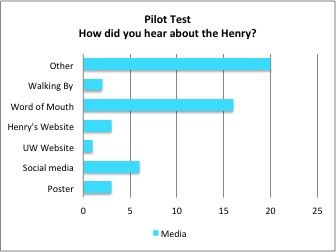 Pilot Test
How did you hear about the Henry?
Other
Walking By
Word of Mouth
Henry's Website
UW Website
Social media
Poster
0 5 10 15 20 25
Media